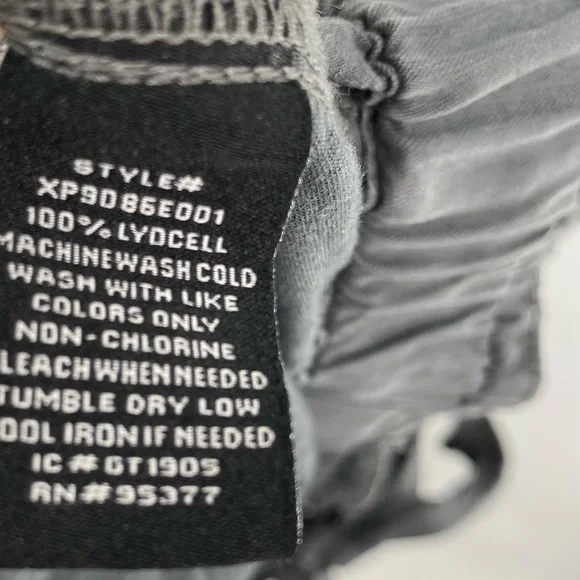 STYLE#
XP9D86E001
100% LYOCELL
MACHINE WASH COLD
WASH WITH LIKE
COLORS ONLY
NON-CHLORINE
LEACH WHEN NEEDED
TUMBLE DRY LOW
OOL IRON IF NEEDED
IC# GT1905
RN#95377